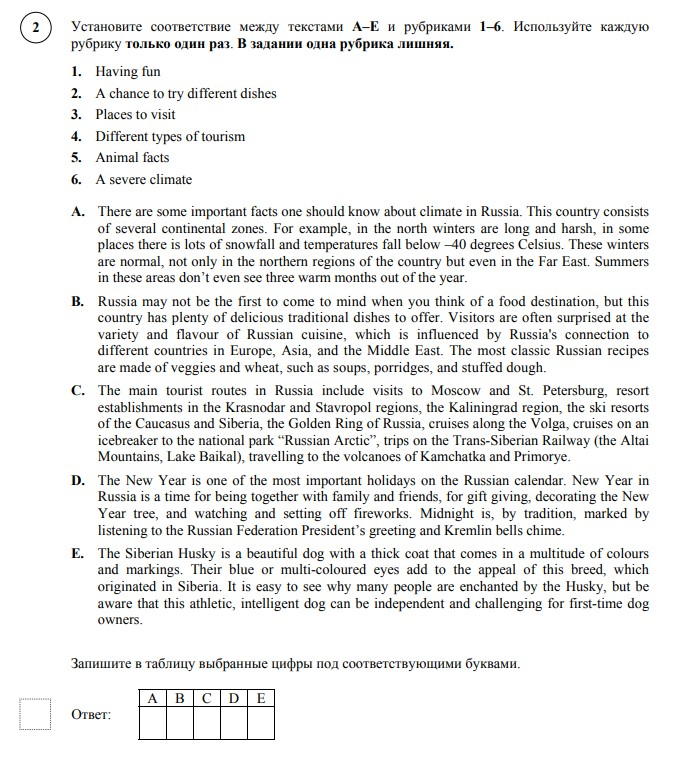 2
Установите соответствие между текстами A–E и рубриками 1–6. Используйте каждую
рубрику только один раз. В задании одна рубрика лишняя.
1. Having fun
2. A chance to try different dishes
3. Places to visit
4. Different types of tourism
5. Animal facts
6. A severe climate
A. There are some important facts one should know about climate in Russia. This country consists
of several continental zones. For example, in the north winters are long and harsh, in some
places there is lots of snowfall and temperatures fall below –40 degrees Celsius. These winters
are normal, not only in the northern regions of the country but even in the Far East. Summers
in these areas don't even see three warm months out of the year.
B. Russia may not be the first to come to mind when you think of a food destination, but this
country has plenty of delicious traditional dishes to offer. Visitors are often surprised at the
variety and flavour of Russian cuisine, which is influenced by Russia's connection to
different countries in Europe, Asia, and the Middle East. The most classic Russian recipes
are made of veggies and wheat, such as soups, porridges, and stuffed dough.
C. The main tourist routes in Russia include visits to Moscow and St. Petersburg, resort
establishments in the Krasnodar and Stavropol regions, the Kaliningrad region, the ski resorts
of the Caucasus and Siberia, the Golden Ring of Russia, cruises along the Volga, cruises on an
icebreaker to the national park “Russian Arctic”, trips on the Trans-Siberian Railway (the Altai
Mountains, Lake Baikal), travelling to the volcanoes of Kamchatka and Primorye.
D. The New Year is one of the most important holidays on the Russian calendar. New Year in
Russia is a time for being together with family and friends, for gift giving, decorating the New
Year tree, and watching and setting off fireworks. Midnight is, by tradition, marked by
listening to the Russian Federation President's greeting and Kremlin bells chime.
E. The Siberian Husky is a beautiful dog with a thick coat that comes in a multitude of colours
and markings. Their blue or multi-coloured eyes add to the appeal of this breed, which
originated in Siberia. It is easy to see why many people are enchanted by the Husky, but be
aware that this athletic, intelligent dog can be independent and challenging for first-time dog
owners.
Запишите в таблицу выбранные цифры под соответствующими буквами.
A B C D E
Ответ: